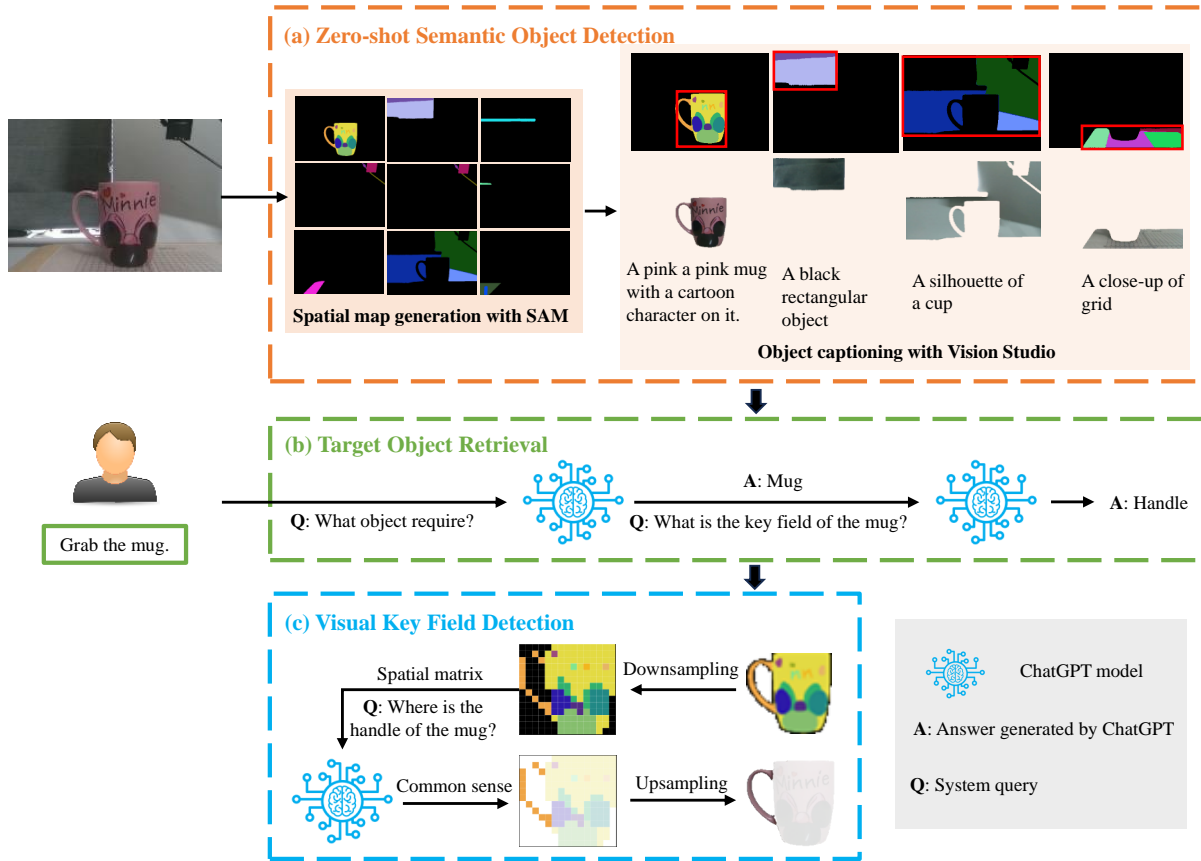 (a) Zero-shot Semantic Object Detection
Minnie
Minnie
A pink a pink mug
with a cartoon
character on it.
A black
rectangular
object
A silhouette of
a cup
A close-up of
grid
Spatial map generation with SAM
Object captioning with Vision Studio
(b) Target Object Retrieval
A: Mug
Q: What object require?
Q: What is the key field of the mug?
A: Handle
Grab the mug.
(c) Visual Key Field Detection
Spatial matrix
Downsampling
Q: Where is the
handle of the mug?
Common sense
Upsampling
Minnie
ChatGPT model
A: Answer generated by ChatGPT
Q: System query